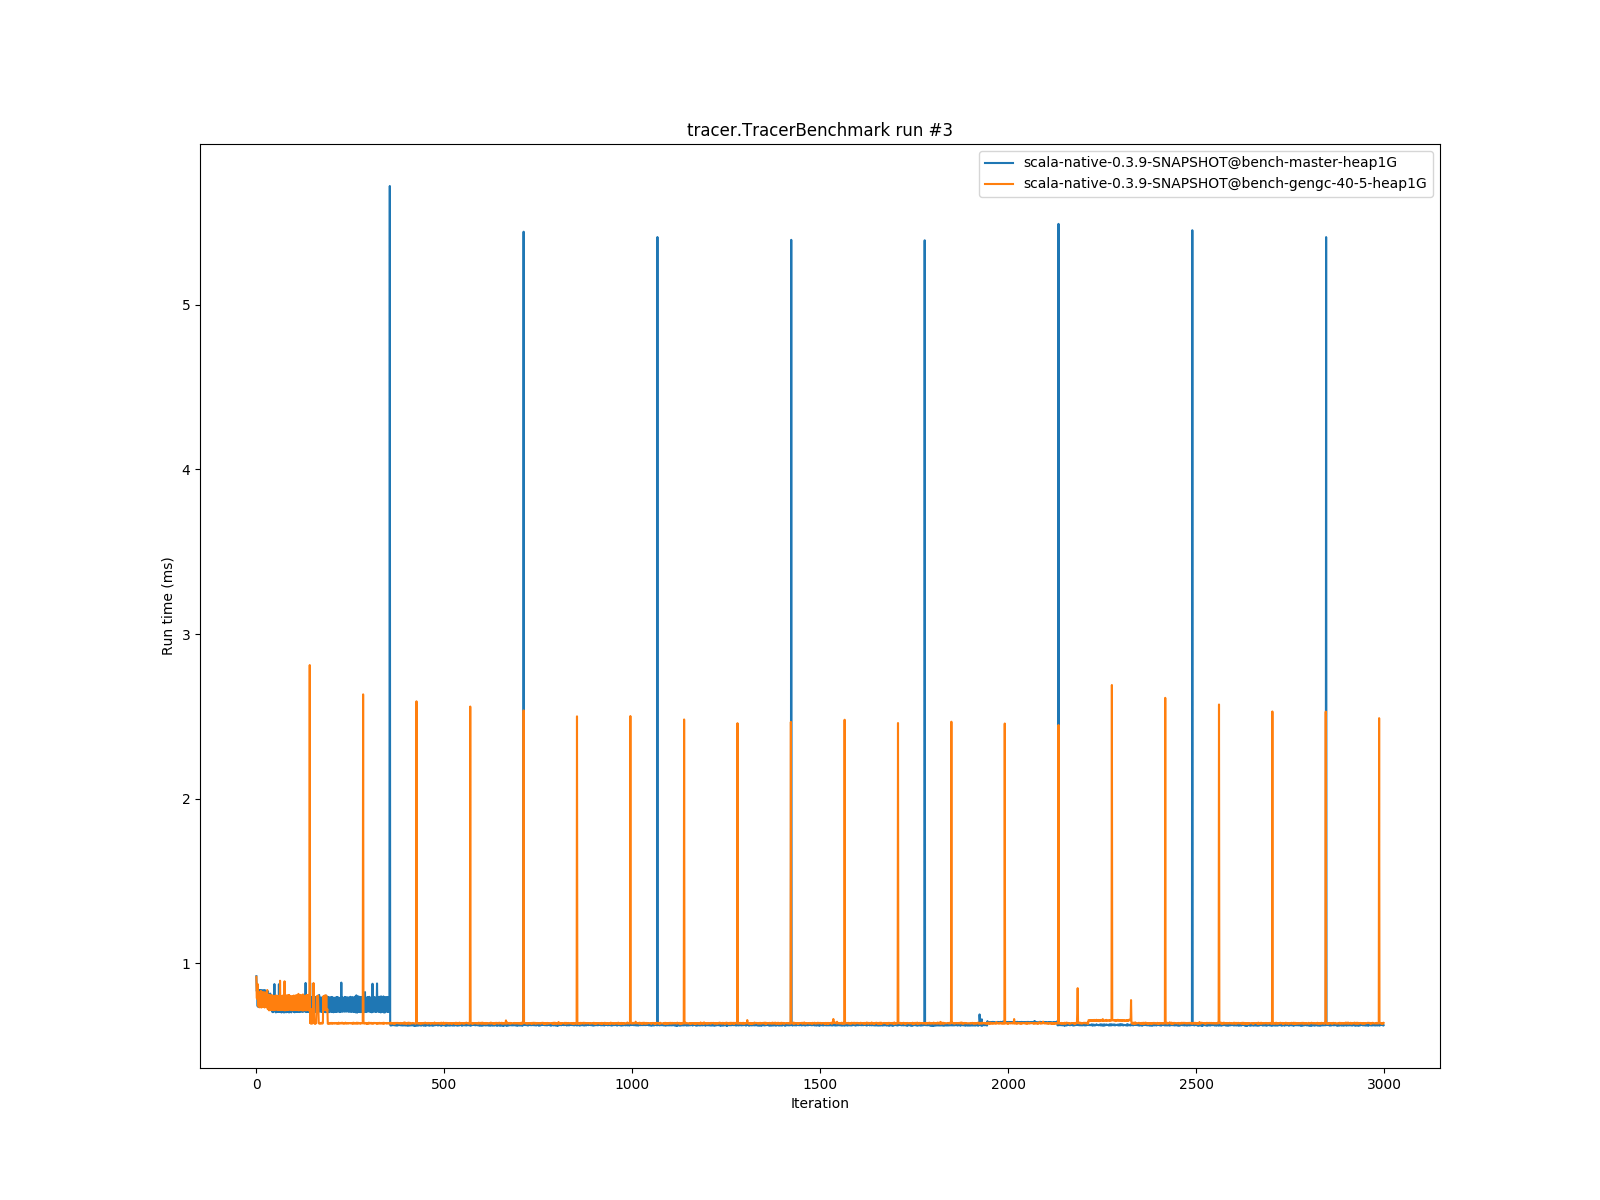 tracer.TracerBenchmark run #3
scala-native-0.3.9-SNAPSHOT@bench-master-heap1G
scala-native-0.3.9-SNAPSHOT@bench-gengc-40-5-heap1G
Run time (ms)
5
4
3
2
1
0
500
1000
1500
2000
2500
3000
Iteration